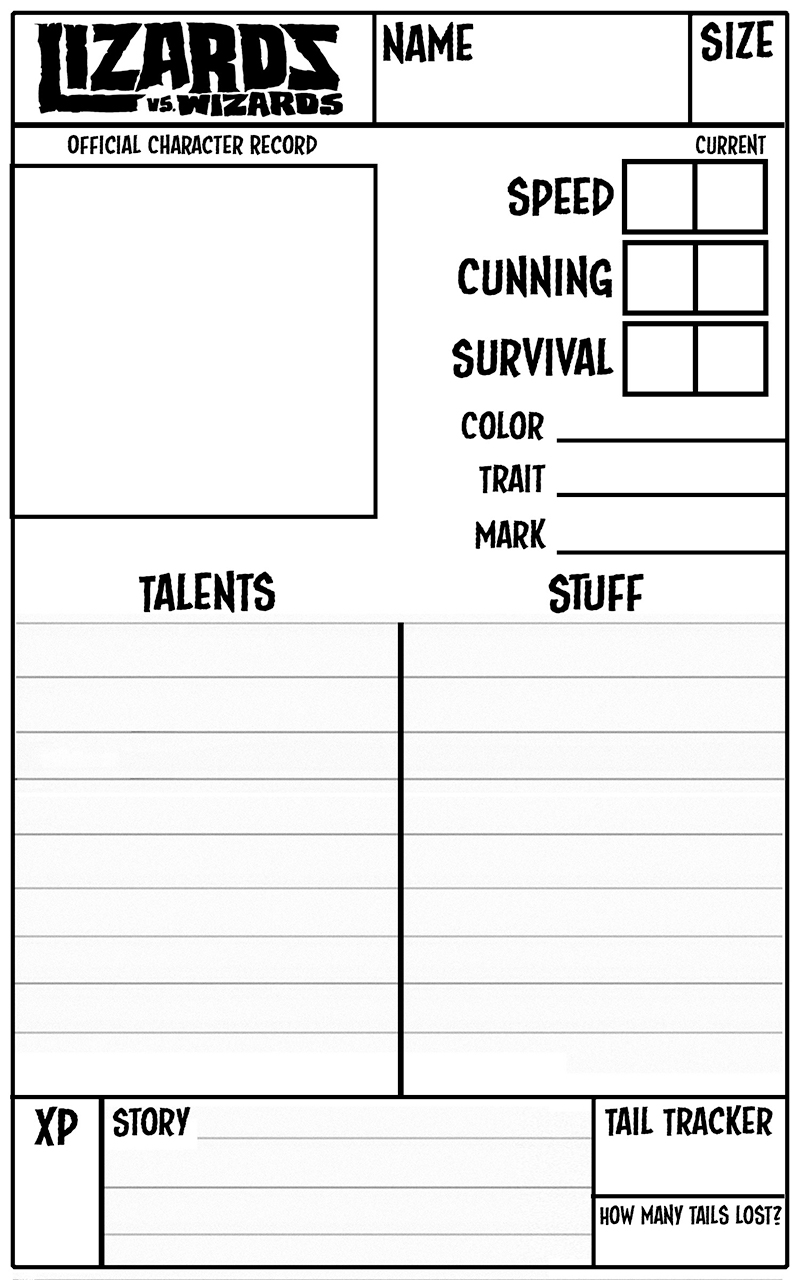 LIZARDS
VS. WIZARDS
NAME
SIZE
OFFICIAL CHARACTER RECORD
CURRENT
SPEED
CUNNING
SURVIVAL
COLOR
TRAIT
MARK
TALENTS
STUFF
XP
STORY
TAIL TRACKER
HOW MANY TAILS LOST?